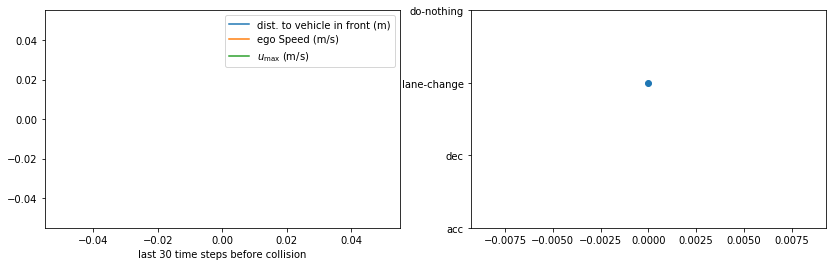 dist. to vehicle in front (m)
ego Speed (m/s)
u_max (m/s)
0.04
0.02
0.00
−0.02
−0.04
−0.04 −0.02 0.00 0.02 0.04
last 30 time steps before collision
do-nothing
lane-change
dec
acc
−0.0075 −0.0050 −0.0025 0.0000 0.0025 0.0050 0.0075